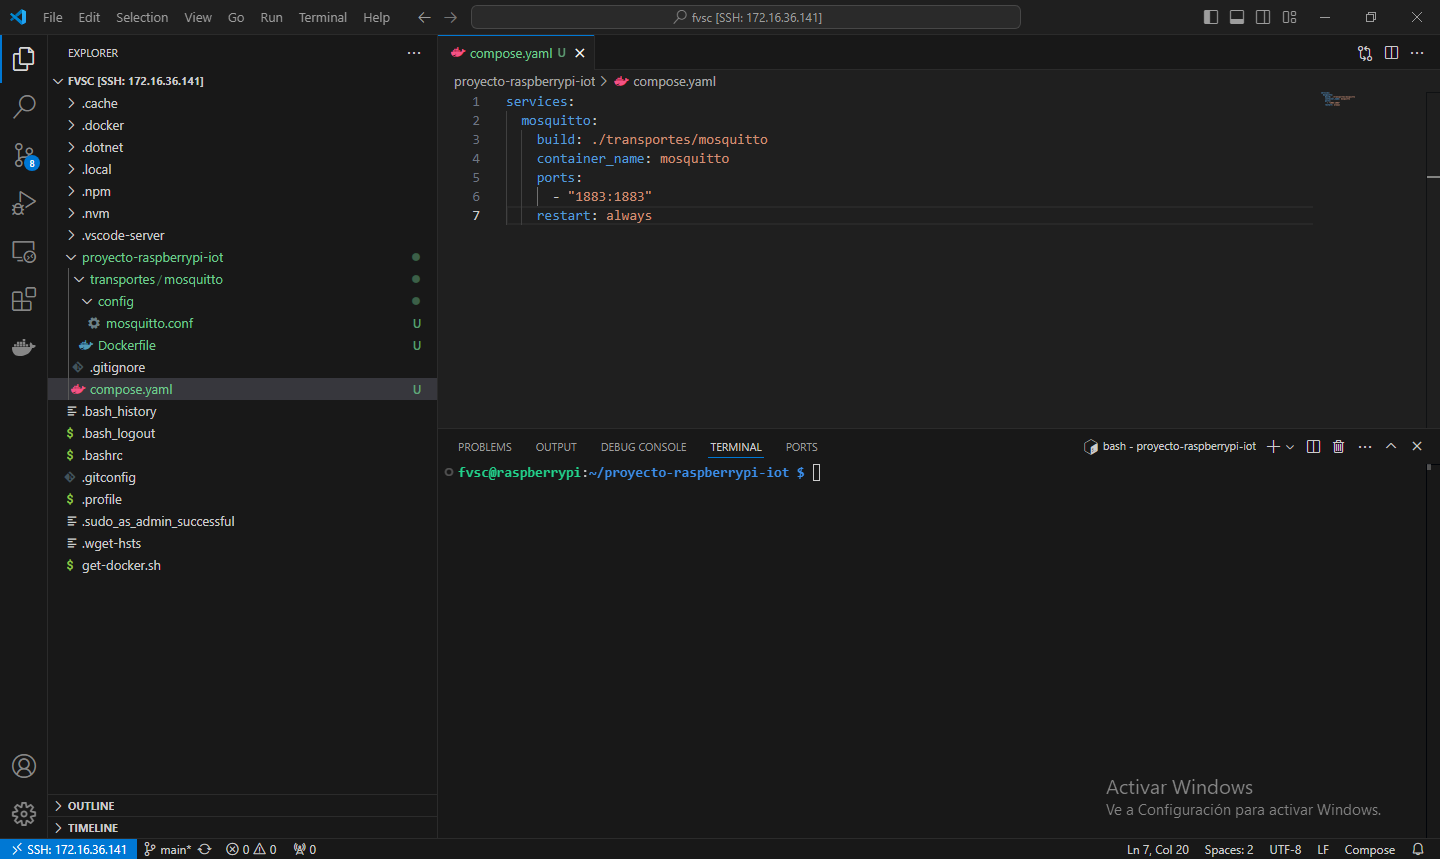 File Edit Selection View Go Run Terminal Help
fvsc [SSH: 172.16.36.141]
EXPLORER
FVSC [SSH: 172.16.36.141]
.cache
.docker
.dotnet
.local
.npm
.nvm
.vscode-server
proyecto-raspberrypi-iot
transportes/mosquitto
config
mosquitto.conf U
Dockerfile U
.gitignore
compose.yaml U
.bash_history
.bash_logout
.bashrc
.gitconfig
.profile
.sudo_as_admin_successful
.wget-hsts
get-docker.sh
OUTLINE
TIMELINE
8
compose.yaml U
proyecto-raspberrypi-iot > compose.yaml
1 services:
2 mosquitto:
3 build: ./transportes/mosquitto
4 container_name: mosquitto
5 ports:
6 - "1883:1883"
7 restart: always
PROBLEMS OUTPUT DEBUG CONSOLE TERMINAL PORTS
bash - proyecto-raspberrypi-iot
fvsc@raspberrypi:~/proyecto-raspberrypi-iot $
Activar Windows
Ve a Configuración para activar Windows.
SSH: 172.16.36.141 main* 0 0 0 Ln 7, Col 20 Spaces: 2 UTF-8 LF Compose